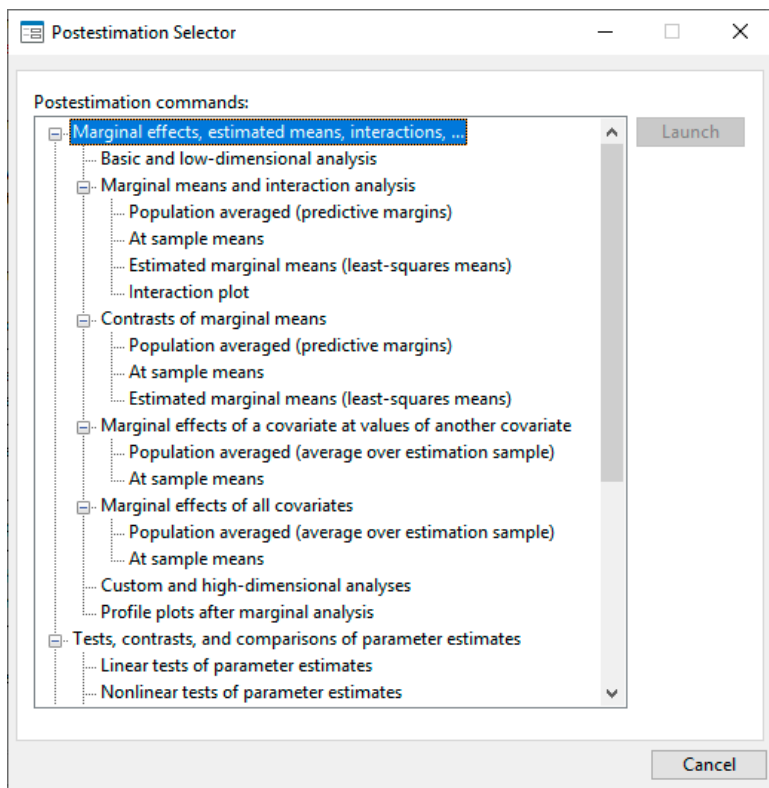 Postestimation Selector
Postestimation commands:
Marginal effects, estimated means, interactions, ...
Launch
Basic and low-dimensional analysis
Marginal means and interaction analysis
Population averaged (predictive margins)
At sample means
Estimated marginal means (least-squares means)
Interaction plot
Contrasts of marginal means
Population averaged (predictive margins)
At sample means
Estimated marginal means (least-squares means)
Marginal effects of a covariate at values of another covariate
Population averaged (average over estimation sample)
At sample means
Marginal effects of all covariates
Population averaged (average over estimation sample)
At sample means
Custom and high-dimensional analyses
Profile plots after marginal analysis
Tests, contrasts, and comparisons of parameter estimates
Linear tests of parameter estimates
Nonlinear tests of parameter estimates
Cancel